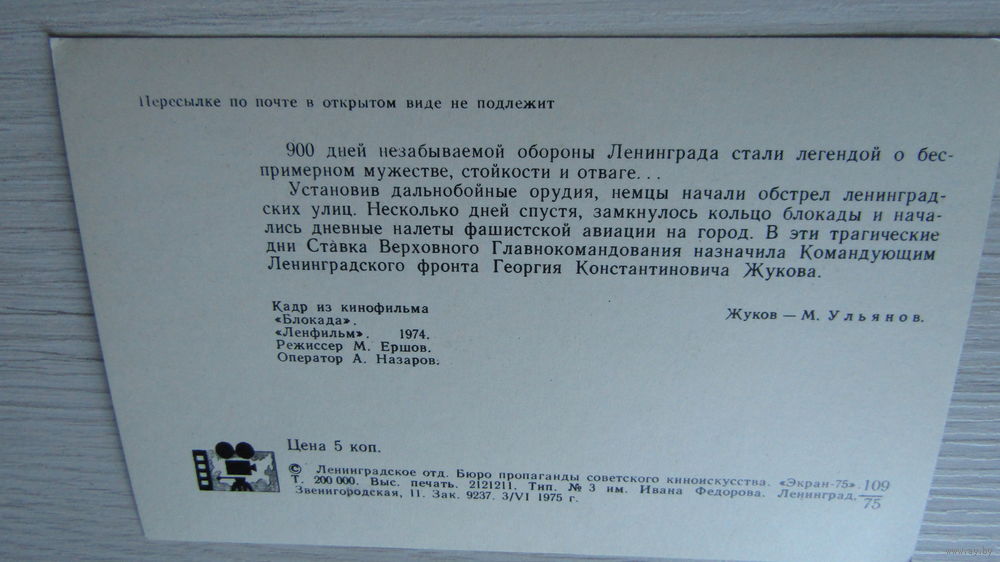 Пересылке по почте в открытом виде не подлежит
900 дней незабываемой обороны Ленинграда стали легендой о бес-
примерном мужестве, стойкости и отваге...
Установив дальнобойные орудия, немцы начали обстрел ленинград-
ских улиц. Несколько дней спустя, замкнулось кольцо блокады и нача-
лись дневные налеты фашистской авиации на город. В эти трагические
дни Ставка Верховного Главнокомандования назначила Командующим
Ленинградского фронта Георгия Константиновича Жукова.
Кадр из кинофильма
«Блокада».
«Ленфильм». 1974.
Режиссер М. Ершов.
Оператор А. Назаров.
Жуков — М. Ульянов.
Цена 5 коп.
© Ленинградское отд. Бюро пропаганды советского киноискусства. «Экран-75». 109/75
Т. 200 000. Выс. печать. 2121211. Тип. № 3 им. Ивана Федорова. Ленинград,
Звенигородская, 11. Зак. 9237. 3/VI 1975 г.
www.ay.by